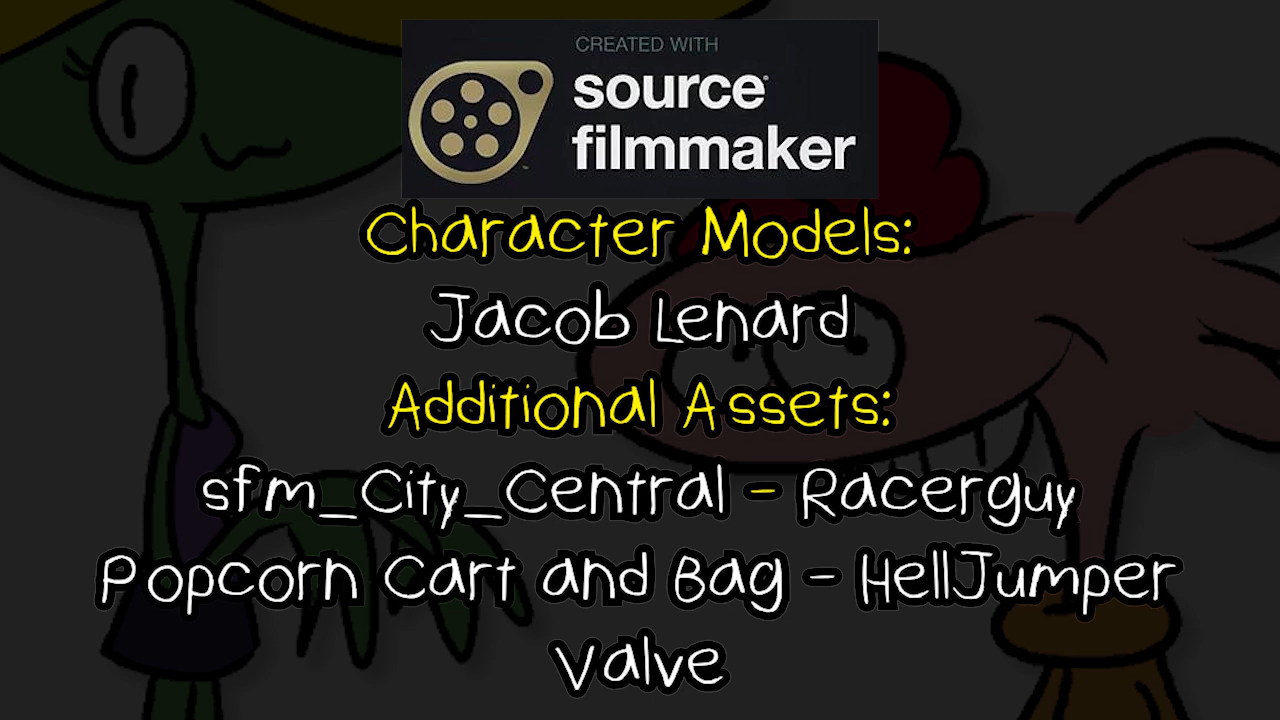 CREATED WITH
source
filmmaker
Character Models:
Jacob Lenard
Additional Assets:
sfm_City_Central - Racerguy
Popcorn Cart and Bag - HellJumper
Valve